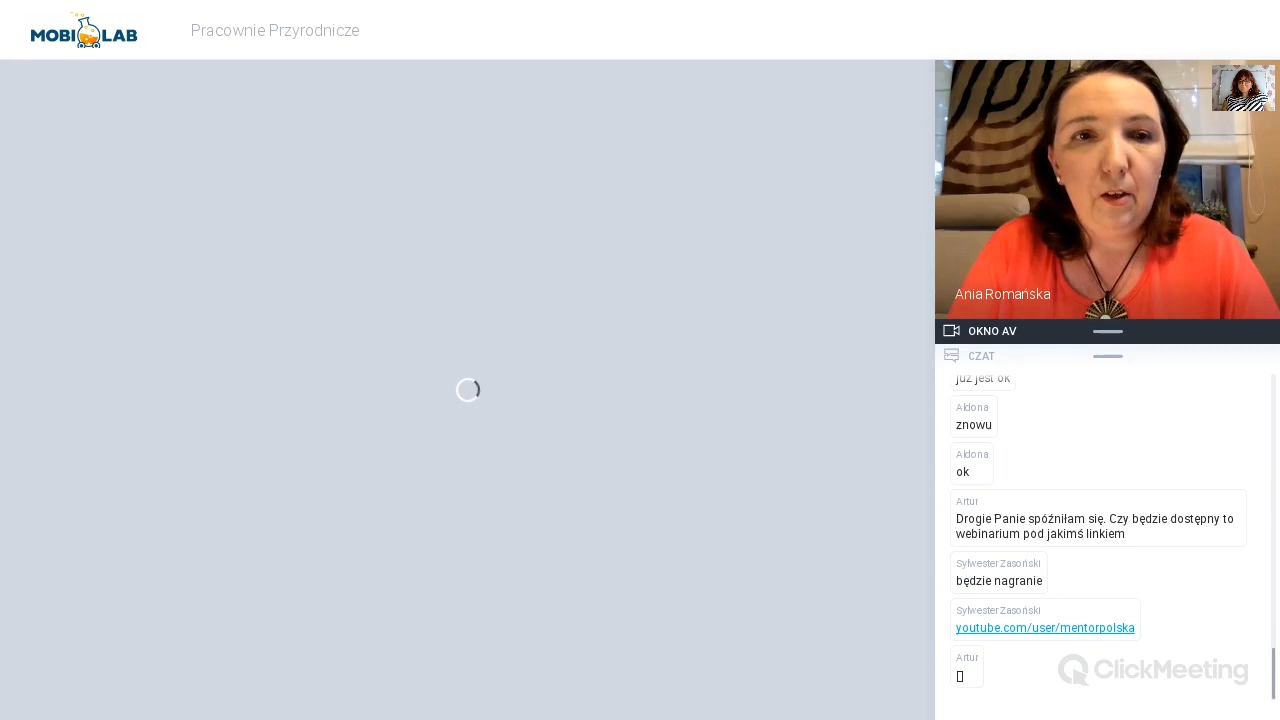 MOBILAB
Pracownie Przyrodnicze
Ania Romańska
OKNO AV
CZAT
już jest ok
Aldona
znowu
Aldona
ok
Artur
Drogie Panie spóźniłam się. Czy będzie dostępny to
webinarium pod jakimś linkiem
Sylwester Zasoński
będzie nagranie
Sylwester Zasoński
youtube.com/user/mentorpolska
Artur
ClickMeeting